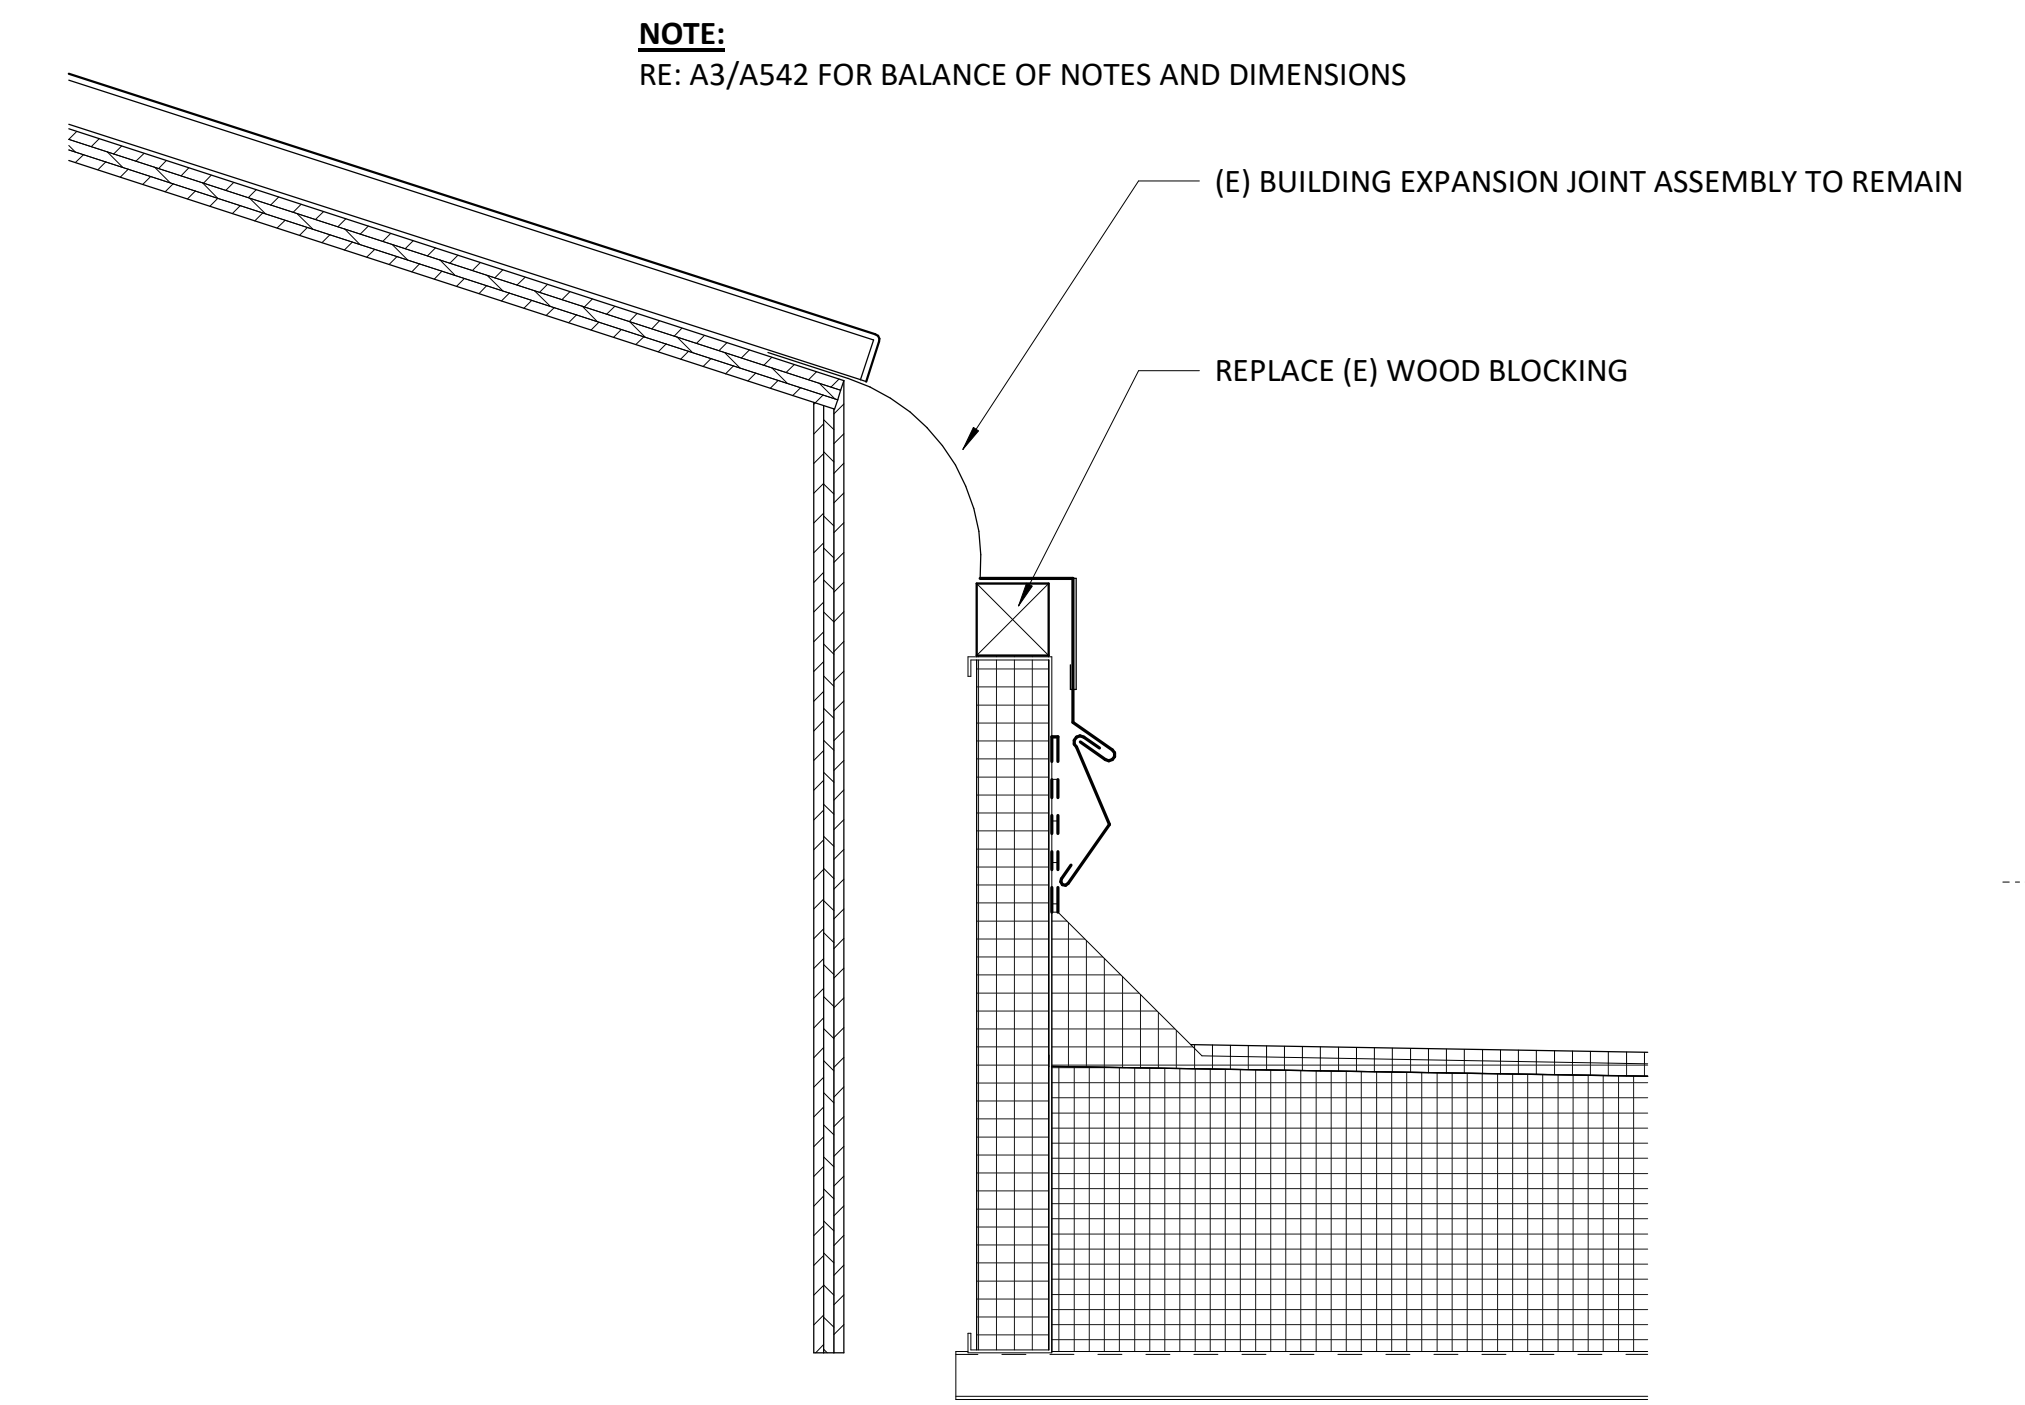 NOTE:
RE: A3/A542 FOR BALANCE OF NOTES AND DIMENSIONS
(E) BUILDING EXPANSION JOINT ASSEMBLY TO REMAIN
REPLACE (E) WOOD BLOCKING